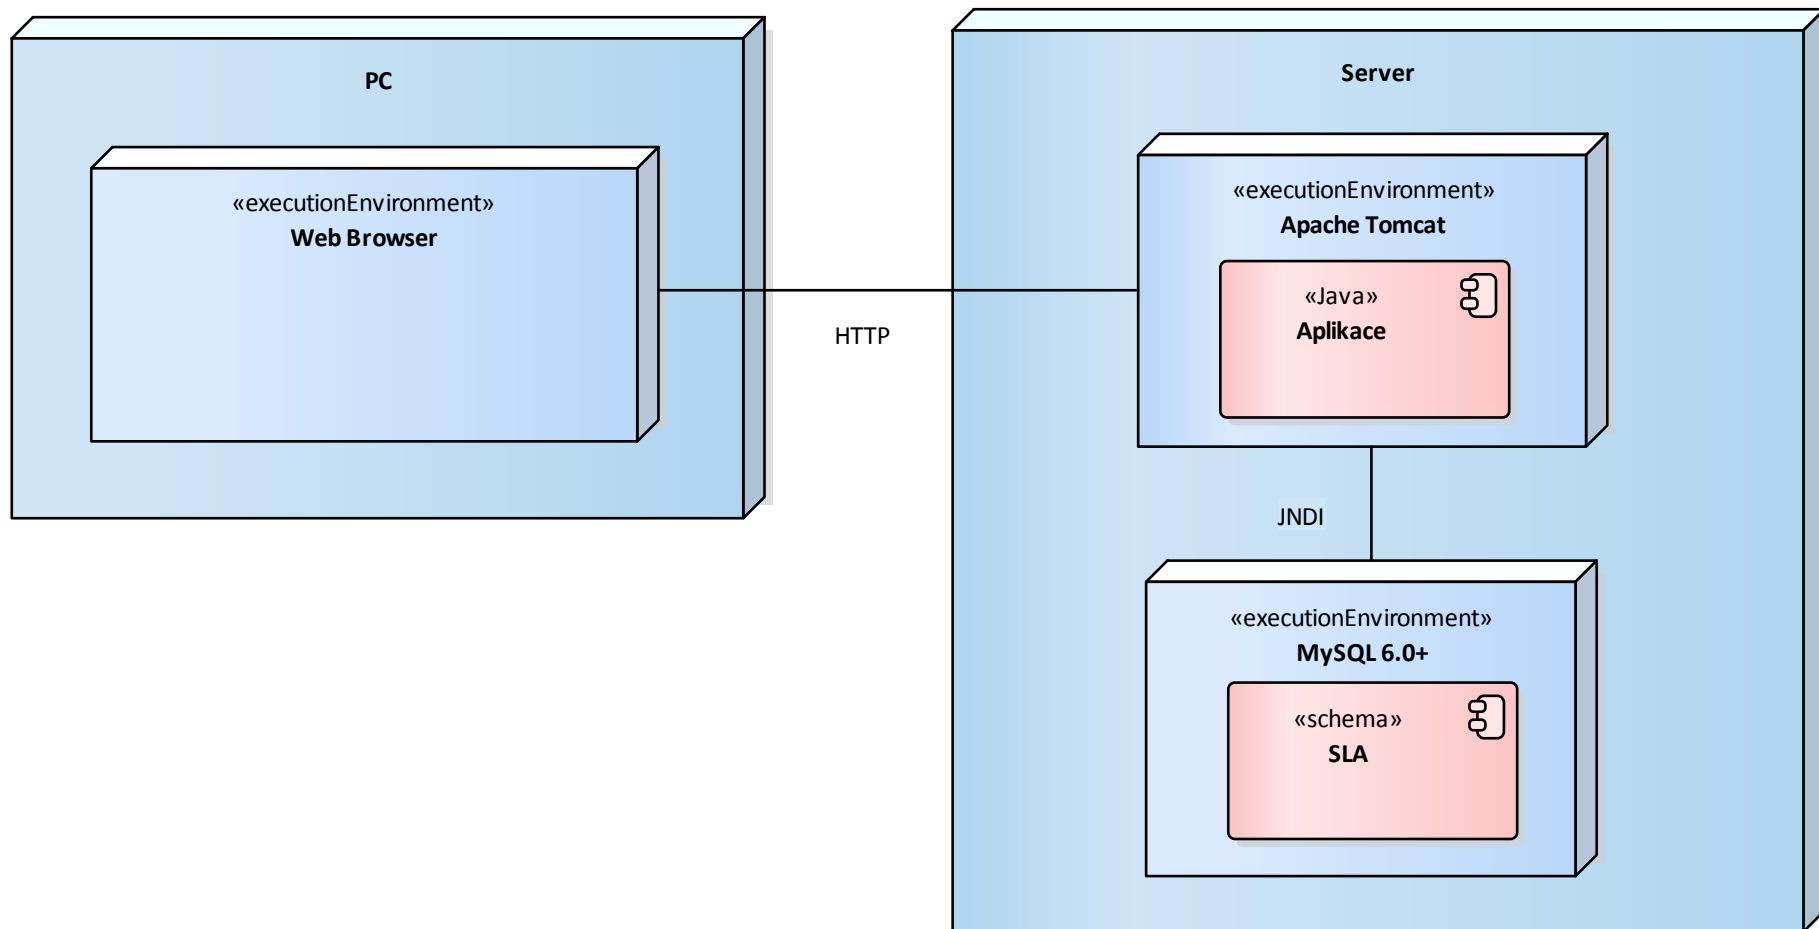 PC
«executionEnvironment»
Web Browser
HTTP
Server
«executionEnvironment»
Apache Tomcat
«Java»
Aplikace
JNDI
«executionEnvironment»
MySQL 6.0+
«schema»
SLA